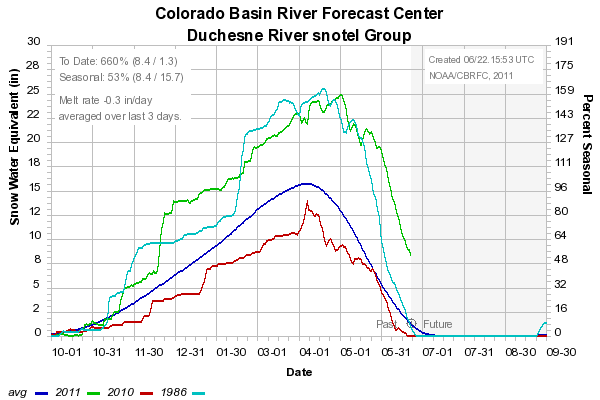 Colorado Basin River Forecast Center
Duchesne River snotel Group
To Date: 660% (8.4 / 1.3)
Seasonal: 53% (8.4 / 15.7)
Melt rate -0.3 in/day
averaged over last 3 days.
Created 06/22.15:53 UTC
NOAA/CBRFC, 2011
Snow Water Equivalent (in)
30
28
25
22
20
18
15
12
10
8
5
2
0
Percent Seasonal
191
175
159
143
127
111
96
80
64
48
32
16
0
Past
Future
10-01
10-31
11-30
12-31
01-30
03-01
04-01
05-01
05-31
07-01
07-31
08-30
09-30
Date
avg 2011 2010 1986